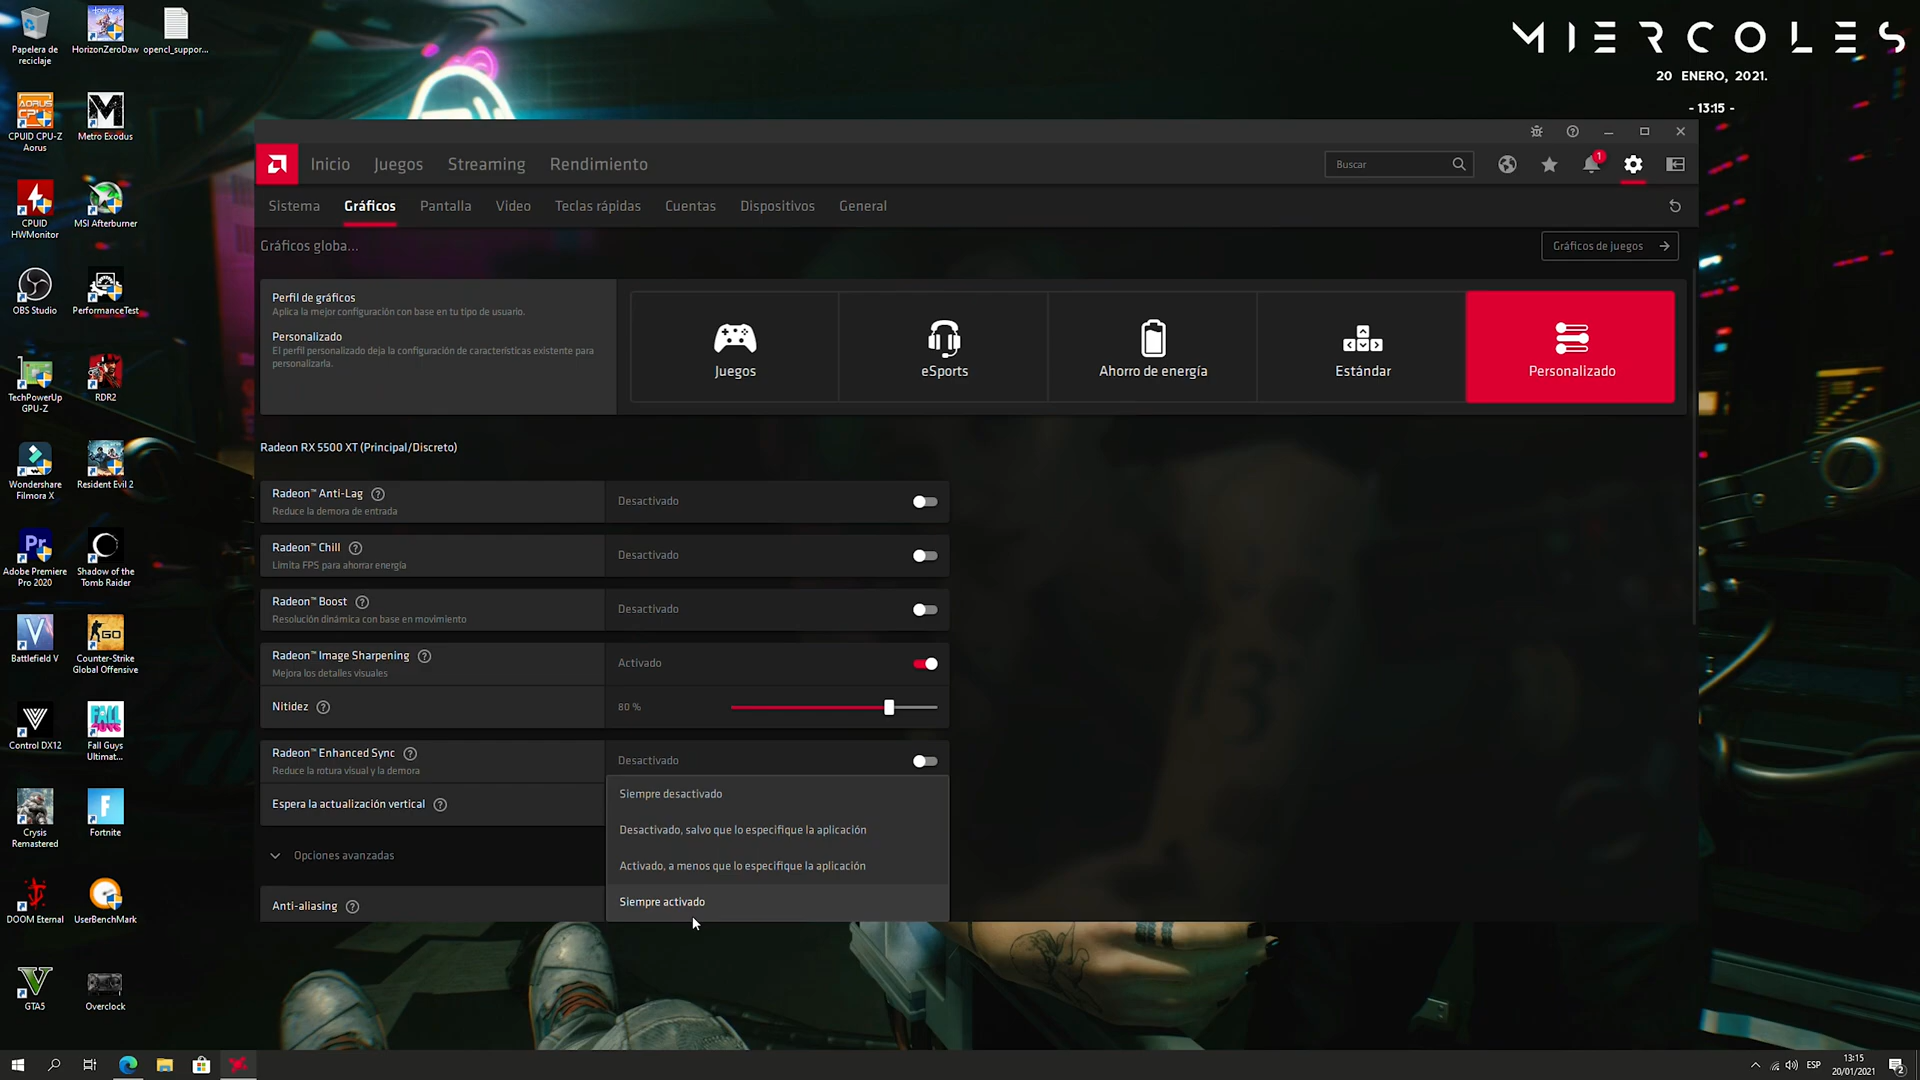 Papelera de
reciclaje
HorizonZeroDaw
opencl_suppor...
AORUS
CPU-Z
CPUID CPU-Z
Aorus
Metro Exodus
CPUID
HWMonitor
MSI Afterburner
OBS Studio
PerformanceTest
TechPowerUp
GPU-Z
RDR2
Wondershare
Filmora X
Resident Evil 2
Pr
Adobe Premiere
Pro 2020
Shadow of the
Tomb Raider
V
Battlefield V
GO
Counter-Strike
Global Offensive
Control DX12
FALL
GUYS
Fall Guys
Ultimat...
Crysis
Remastered
F
Fortnite
DOOM Eternal
UserBenchMark
V
GTA5
Overclock
MIERCOLES
20 ENERO, 2021.
- 13:15 -
Inicio
Juegos
Streaming
Rendimiento
Buscar
1
Sistema
Gráficos
Pantalla
Video
Teclas rápidas
Cuentas
Dispositivos
General
Gráficos globa...
Gráficos de juegos
Perfil de gráficos
Aplica la mejor configuración con base en tu tipo de usuario.
Personalizado
El perfil personalizado deja la configuración de características existente para
personalizarla.
Juegos
eSports
Ahorro de energía
Estándar
Personalizado
Radeon RX 5500 XT (Principal/Discreto)
Radeon™ Anti-Lag
Reduce la demora de entrada
Desactivado
Radeon™ Chill
Limita FPS para ahorrar energía
Desactivado
Radeon™ Boost
Resolución dinámica con base en movimiento
Desactivado
Radeon™ Image Sharpening
Mejora los detalles visuales
Activado
Nitidez
80 %
Radeon™ Enhanced Sync
Reduce la rotura visual y la demora
Desactivado
Espera la actualización vertical
Siempre desactivado
Desactivado, salvo que lo especifique la aplicación
Activado, a menos que lo especifique la aplicación
Siempre activado
Opciones avanzadas
Anti-aliasing
ESP
13:15
20/01/2021
2